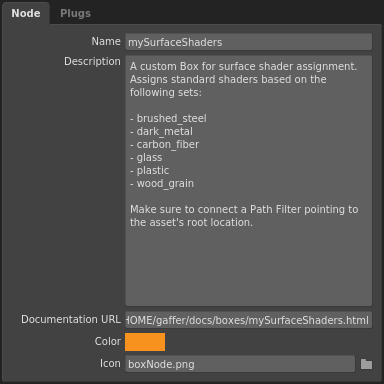 Node Plugs
Name mySurfaceShaders
Description A custom Box for surface shader assignment.
Assigns standard shaders based on the
following sets:
- brushed_steel
- dark_metal
- carbon_fiber
- glass
- plastic
- wood_grain
Make sure to connect a Path Filter pointing to
the asset's root location.
Documentation URL HOME/gaffer/docs/boxes/mySurfaceShaders.html
Color
Icon boxNode.png